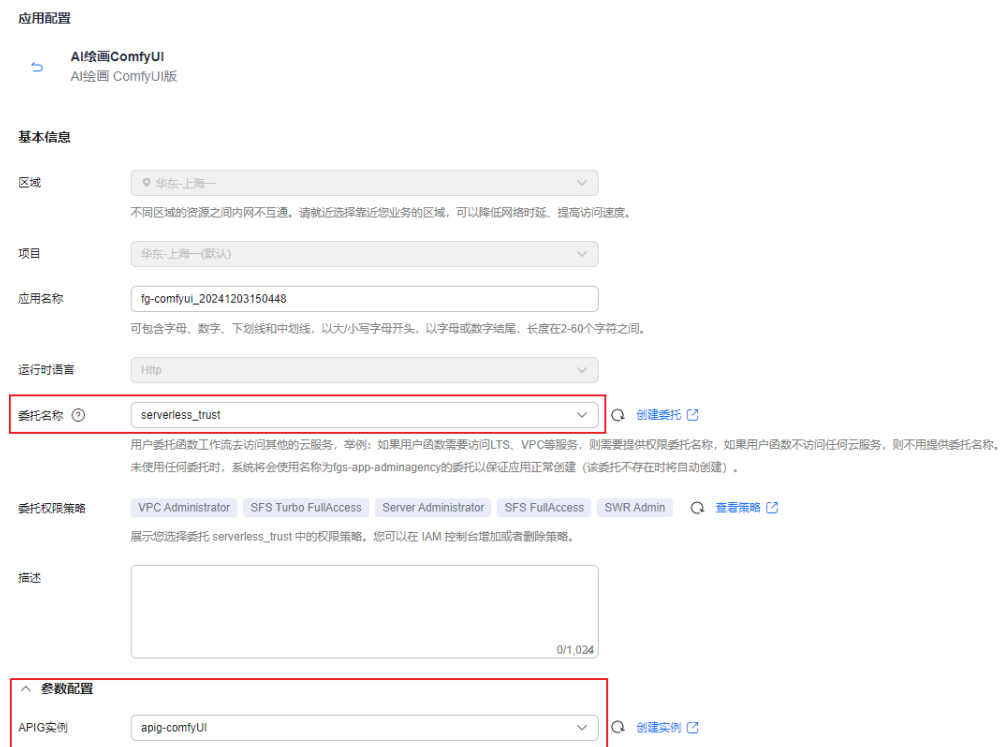 应用配置
AI绘画ComfyUI
AI绘画 ComfyUI版
基本信息
区域
华东-上海一
不同区域的资源之间内网不互通。请就近选择靠近您业务的区域，可以降低网络时延、提高访问速度。
项目
华东-上海一(默认)
应用名称
fg-comfyui_20241203150448
可包含字母、数字、下划线和中划线，以大/小写字母开头，以字母或数字结尾，长度在2-60个字符之间。
运行时语言
Http
委托名称 ?
serverless_trust
创建委托
用户委托函数工作流去访问其他的云服务，举例：如果用户函数需要访问LTS、VPC等服务，则需要提供权限委托名称，如果用户函数不访问任何云服务，则不用提供委托名称。
未使用任何委托时，系统将会使用名称为fgs-app-adminagency的委托以保证应用正常创建（该委托不存在时将自动创建）。
委托权限策略
VPC Administrator SFS Turbo FullAccess Server Administrator SFS FullAccess SWR Admin
查看策略
展示您选择委托 serverless_trust 中的权限策略。您可以在 IAM 控制台增加或者删除策略。
描述
0/1,024
参数配置
APIG实例
apig-comfyUI
创建实例